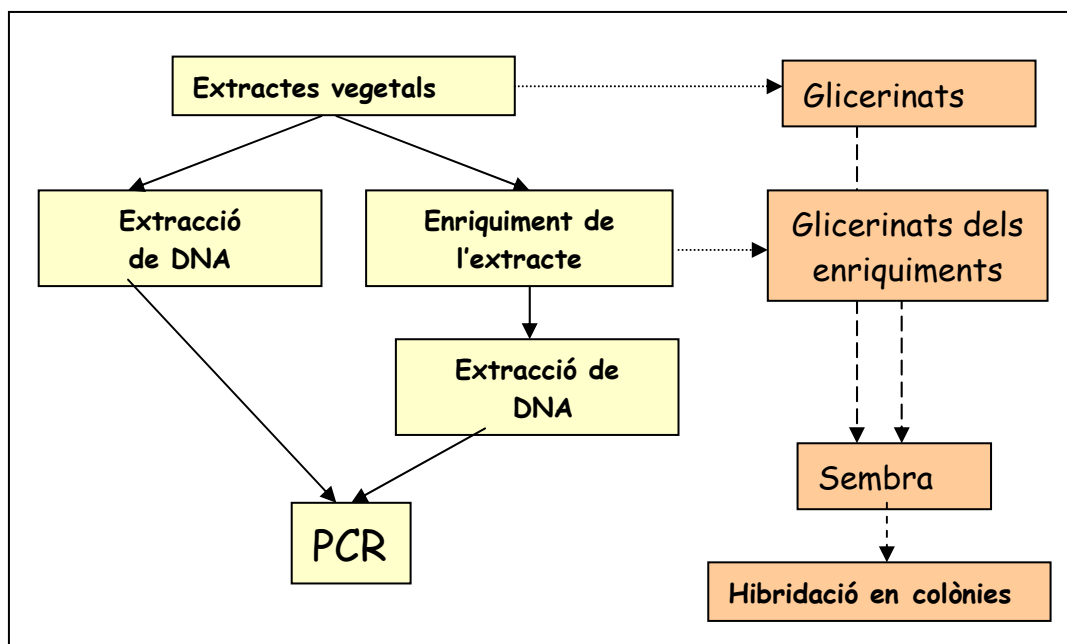 Extractes vegetals
Glicerinats
Extracció
de DNA
Enriquiment de
l'extracte
Glicerinats dels
enriquiments
Extracció de
DNA
Sembra
PCR
Hibridació en colònies